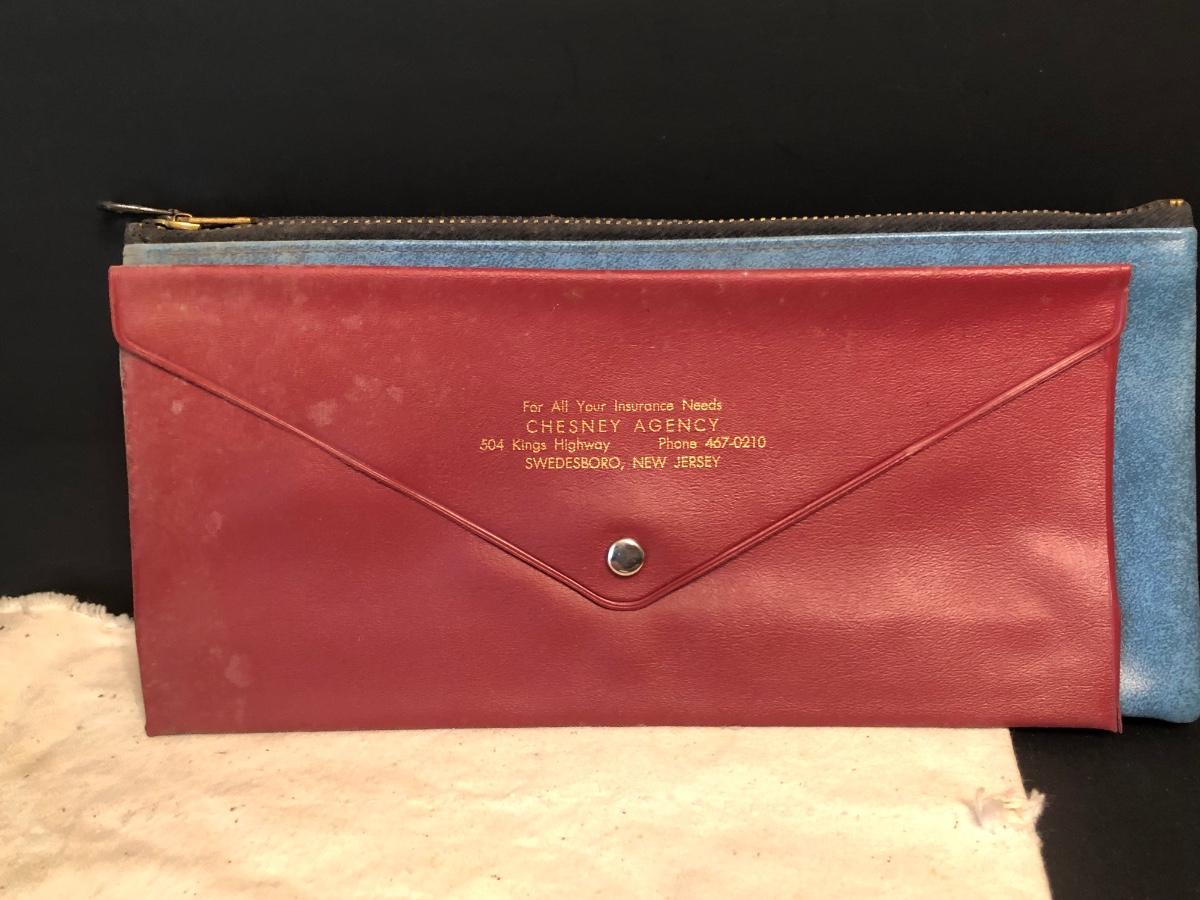 For All Your Insurance Needs
CHESNEY AGENCY
504 Kings Highway Phone 467-0210
SWEDESBORO, NEW JERSEY